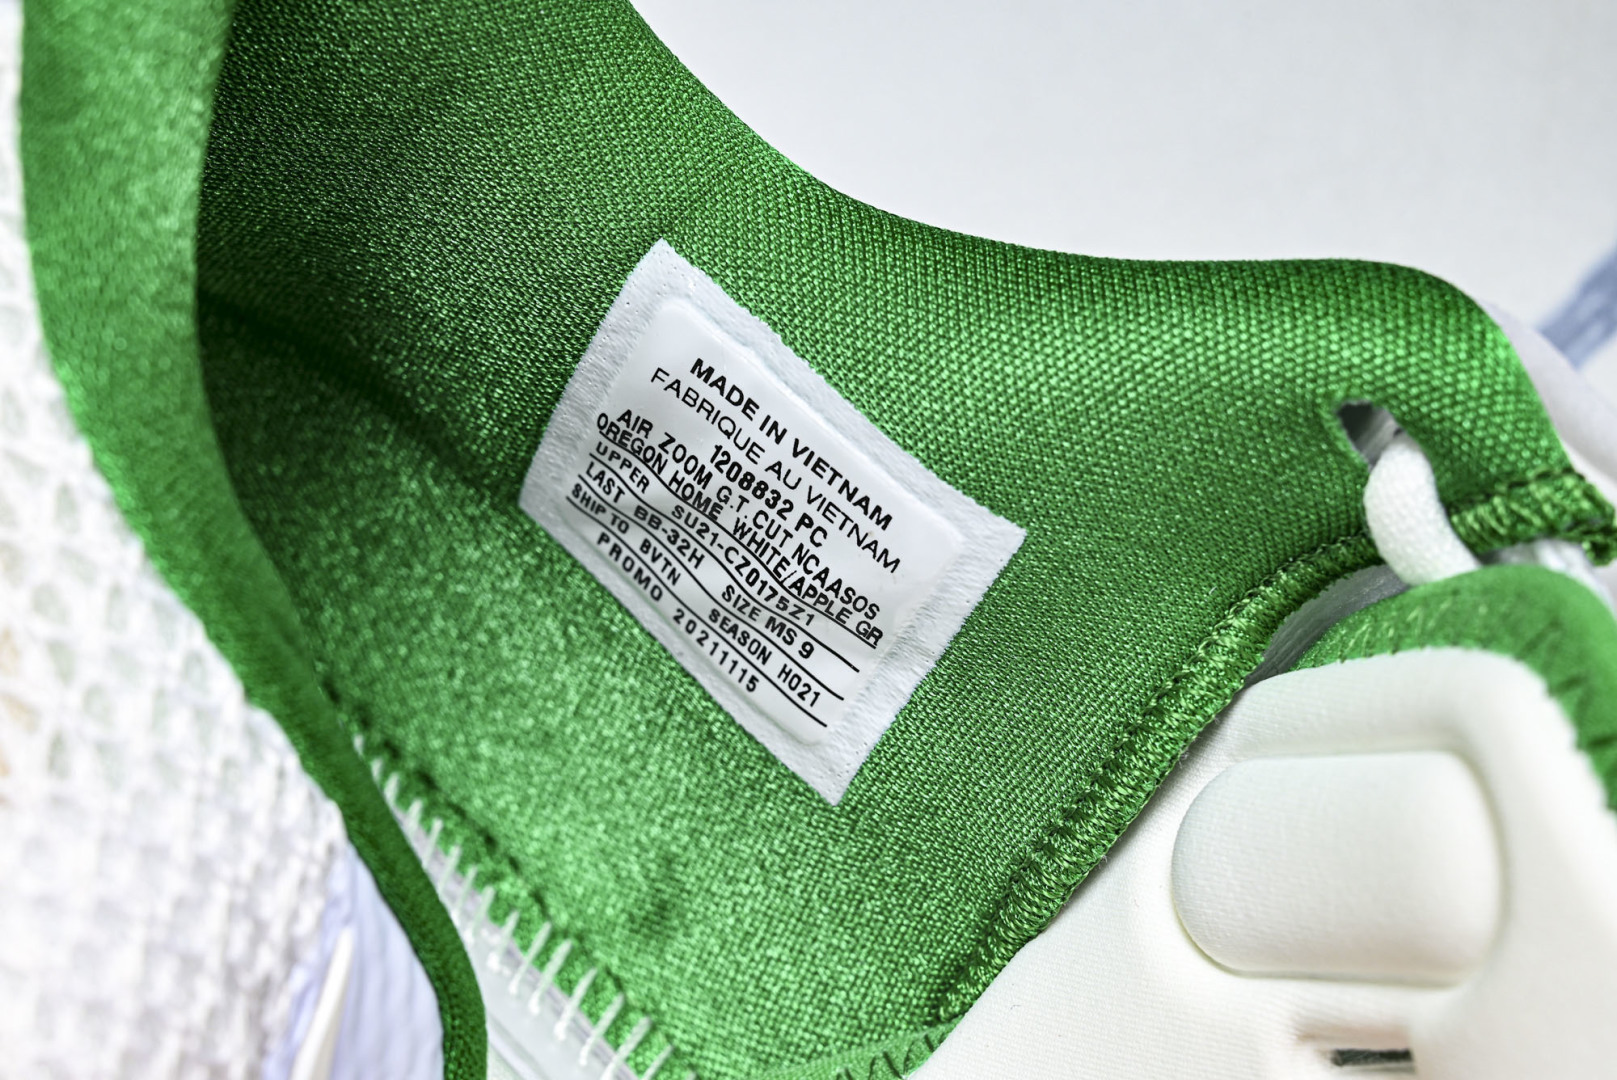 MADE IN VIETNAM
FABRIQUE AU VIETNAM
1208832 PC
AIR ZOOM G.T. CUT NCAASOS
OREGON HOME WHITE/APPLE GR
UPPER SU21-CZ0175Z1
LAST BB-32H SIZE MS 9
SHIP TO BVTN SEASON HO21
PROMO 20211115